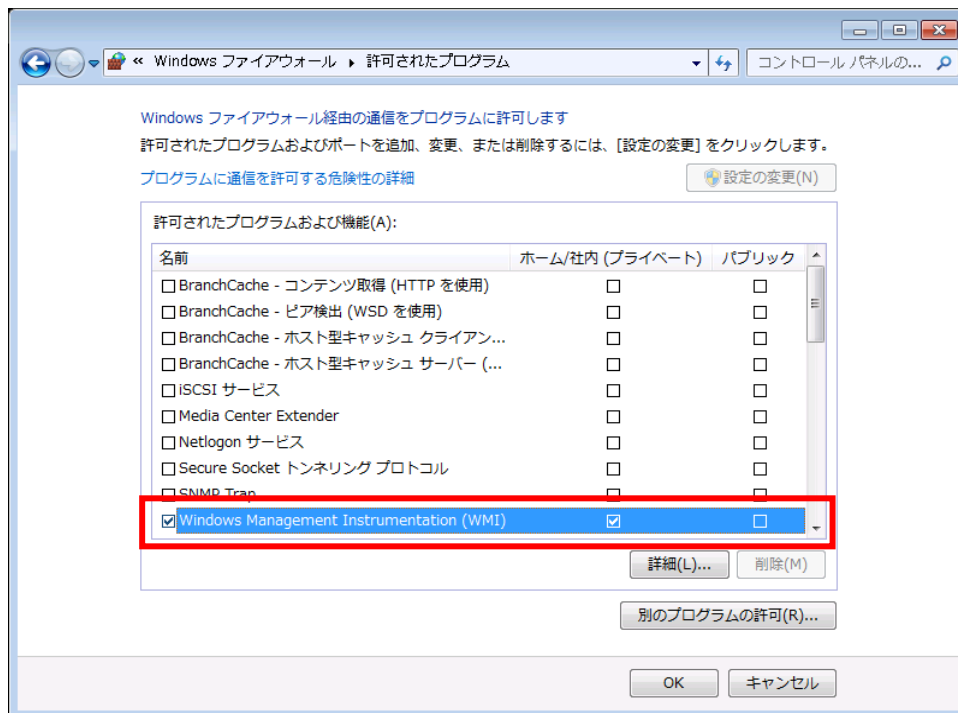 « Windows ファイアウォール ▸ 許可されたプログラム
コントロール パネルの...
Windows ファイアウォール経由の通信をプログラムに許可します
許可されたプログラムおよびポートを追加、変更、または削除するには、[設定の変更] をクリックします。
プログラムに通信を許可する危険性の詳細
設定の変更(N)
許可されたプログラムおよび機能(A):
名前 ホーム/社内 (プライベート) パブリック
BranchCache - コンテンツ取得 (HTTP を使用)
BranchCache - ピア検出 (WSD を使用)
BranchCache - ホスト型キャッシュ クライアン...
BranchCache - ホスト型キャッシュ サーバー (...
iSCSI サービス
Media Center Extender
Netlogon サービス
Secure Socket トンネリング プロトコル
SNMP Trap
Windows Management Instrumentation (WMI)
詳細(L)... 削除(M)
別のプログラムの許可(R)...
OK キャンセル